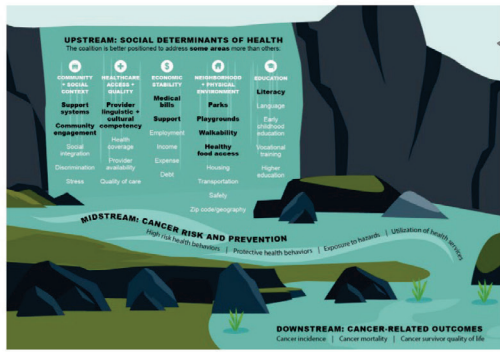 UPSTREAM: SOCIAL DETERMINANTS OF HEALTH
The coalition is better positioned to address some areas more than others.
COMMUNITY
+ SOCIAL
CONTEXT
Support
systems
Community
engagement
Social
integration
Discrimination
Stress
HEALTHCARE
ACCESS +
QUALITY
Provider
linguistic +
cultural
competency
Health
coverage
Provider
availability
Quality of care
ECONOMIC
STABILITY
Medical
bills
Support
Employment
Income
Expense
Debt
NEIGHBORHOOD
+ PHYSICAL
ENVIRONMENT
Parks
Playgrounds
Walkability
Healthy
food access
Housing
Transportation
Safety
Zip code/geography
EDUCATION
Literacy
Language
Early
childhood
education
Vocational
training
Higher
education
MIDSTREAM: CANCER RISK AND PREVENTION
High risk health behaviors | Protective health behaviors | Exposure to hazards | Utilization of health services
DOWNSTREAM: CANCER-RELATED OUTCOMES
Cancer incidence | Cancer mortality | Cancer survivor quality of life